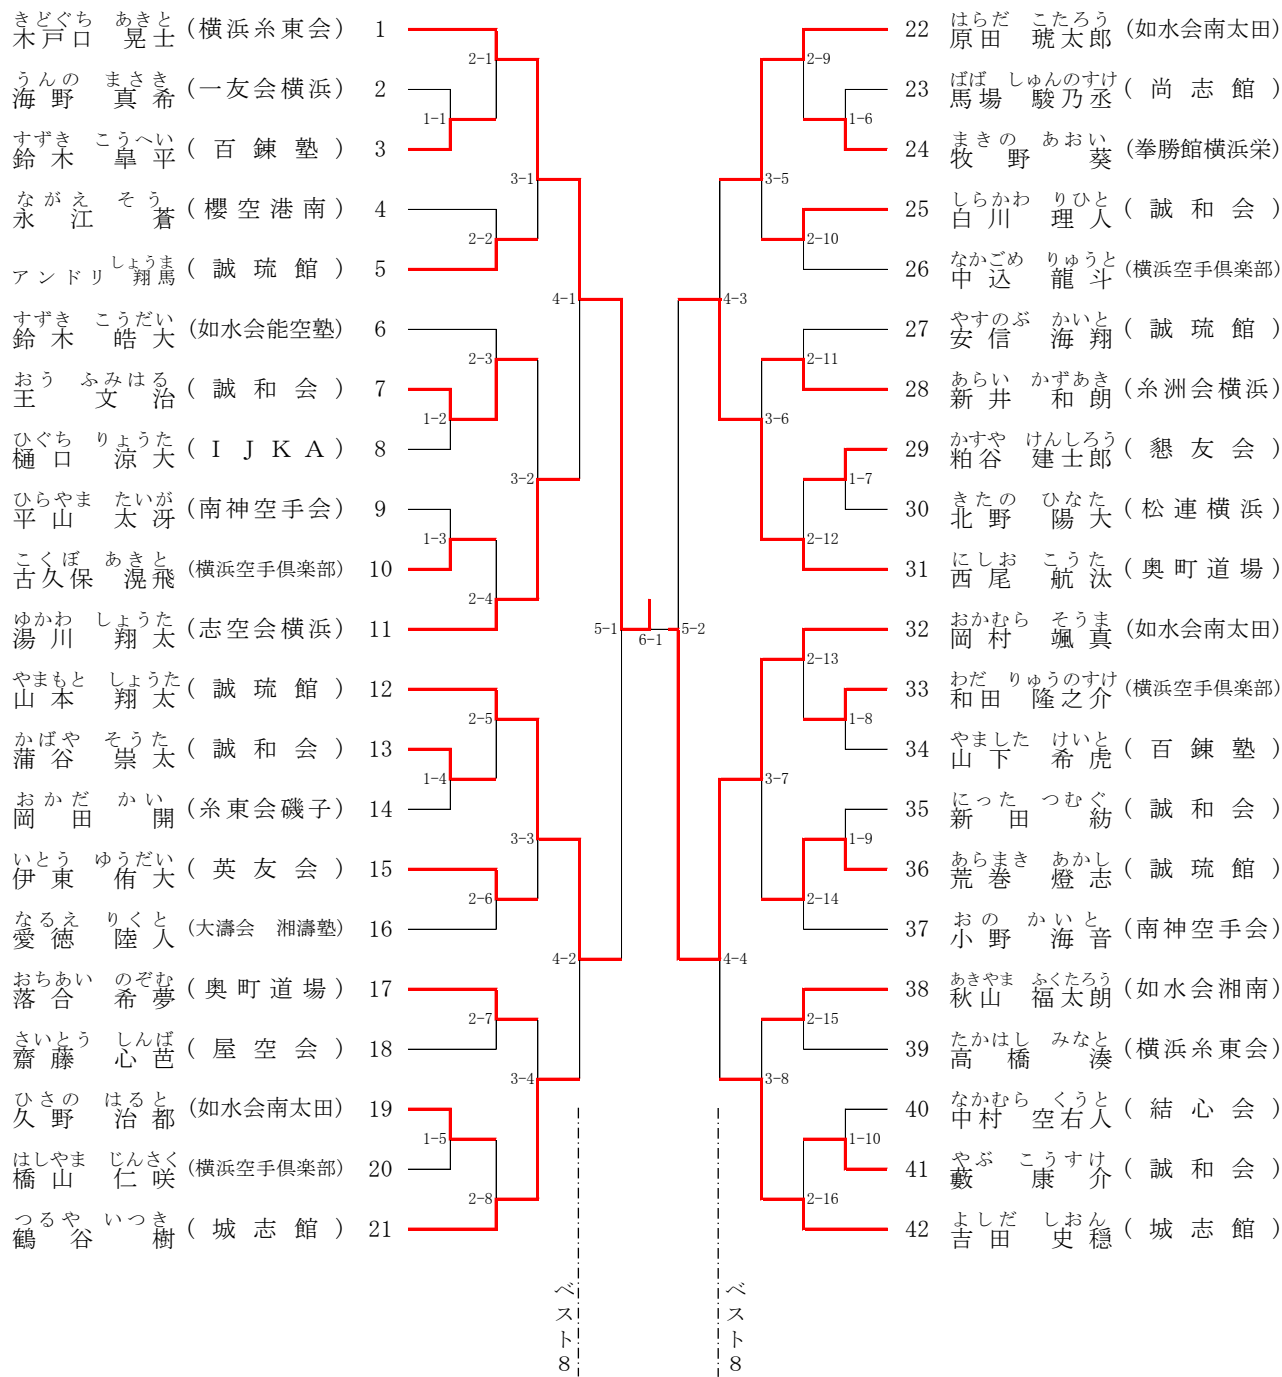 きどぐち あきと
木戸口 晃士 (横浜糸東会) 1
うんの まさき
海野 真希 (一友会横浜) 2
すずき こうへい
鈴木 皐平 (百錬塾) 3
ながえ そう
永江 蒼 (櫻空港南) 4
しょうま
アンドリ 翔馬 (誠琉館) 5
すずき こうだい
鈴木 皓大 (如水会能空塾) 6
おう ふみはる
王 文治 (誠和会) 7
ひぐち りょうた
樋口 涼大 (IJKA) 8
ひらやま たいが
平山 太冴 (南神空手会) 9
こくぼ あきと
古久保 滉飛 (横浜空手倶楽部) 10
ゆかわ しょうた
湯川 翔太 (志空会横浜) 11
やまもと しょうた
山本 翔太 (誠琉館) 12
かばや そうた
蒲谷 崇太 (誠和会) 13
おかだ かい
岡田 開 (糸東会磯子) 14
いとう ゆうだい
伊東 侑大 (英友会) 15
なるえ りくと
愛徳 陸人 (大濤会 湘濤塾) 16
おちあい のぞむ
落合 希夢 (奥町道場) 17
さいとう しんば
齋藤 心芭 (屋空会) 18
ひさの はると
久野 治都 (如水会南太田) 19
はしやま じんさく
橋山 仁咲 (横浜空手倶楽部) 20
つるや いつき
鶴谷 樹 (城志館) 21
2-1
1-1
3-1
2-2
4-1
2-3
1-2
3-2
1-3
2-4
5-1
2-5
1-4
3-3
2-6
4-2
2-7
3-4
1-5
2-8
6-1
ベスト8
はらだ こたろう
22 原田 琥太郎 (如水会南太田)
ばば しゅんのすけ
23 馬場 駿乃丞 (尚志館)
まきの あおい
24 牧野 葵 (拳勝館横浜栄)
しらかわ りひと
25 白川 理人 (誠和会)
なかごめ りゅうと
26 中込 龍斗 (横浜空手倶楽部)
やすのぶ かいと
27 安信 海翔 (誠琉館)
あらい かずあき
28 新井 和朗 (糸洲会横浜)
かすや けんしろう
29 粕谷 建士郎 (懇友会)
きたの ひなた
30 北野 陽大 (松連横浜)
にしお こうた
31 西尾 航汰 (奥町道場)
おかむら そうま
32 岡村 颯真 (如水会南太田)
わだ りゅうのすけ
33 和田 隆之介 (横浜空手倶楽部)
やました けいと
34 山下 希虎 (百錬塾)
にった つむぐ
35 新田 紡 (誠和会)
あらまき あかし
36 荒巻 燈志 (誠琉館)
おの かいと
37 小野 海音 (南神空手会)
あきやま ふくたろう
38 秋山 福太朗 (如水会湘南)
たかはし みなと
39 高橋 湊 (横浜糸東会)
なかむら くうと
40 中村 空右人 (結心会)
やぶ こうすけ
41 藪 康介 (誠和会)
よしだ しおん
42 吉田 史穏 (城志館)
2-9
1-6
3-5
2-10
4-3
2-11
3-6
1-7
2-12
5-2
2-13
1-8
3-7
1-9
2-14
4-4
2-15
3-8
1-10
2-16
ベスト8